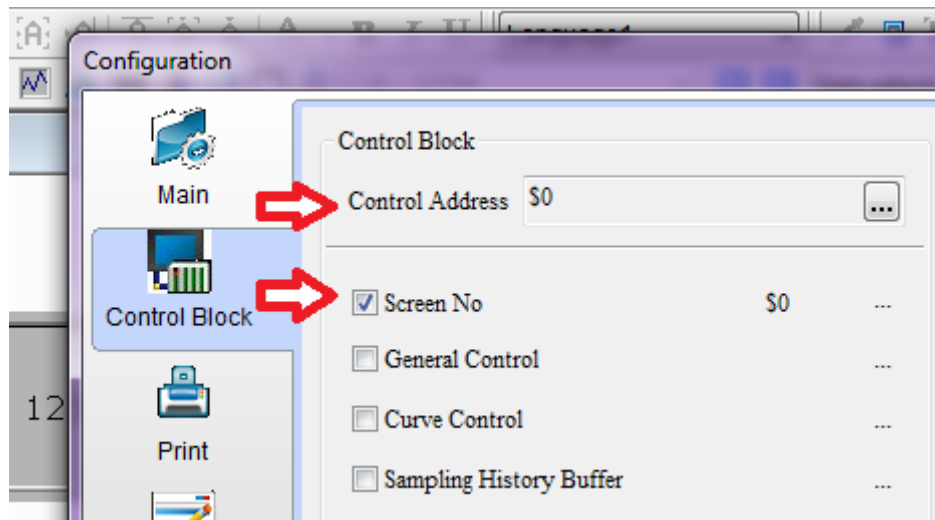 Configuration
Main
Control Block
Print
Control Block
Control Address $0 ...
Screen No $0 ...
General Control ...
Curve Control ...
Sampling History Buffer ...
12